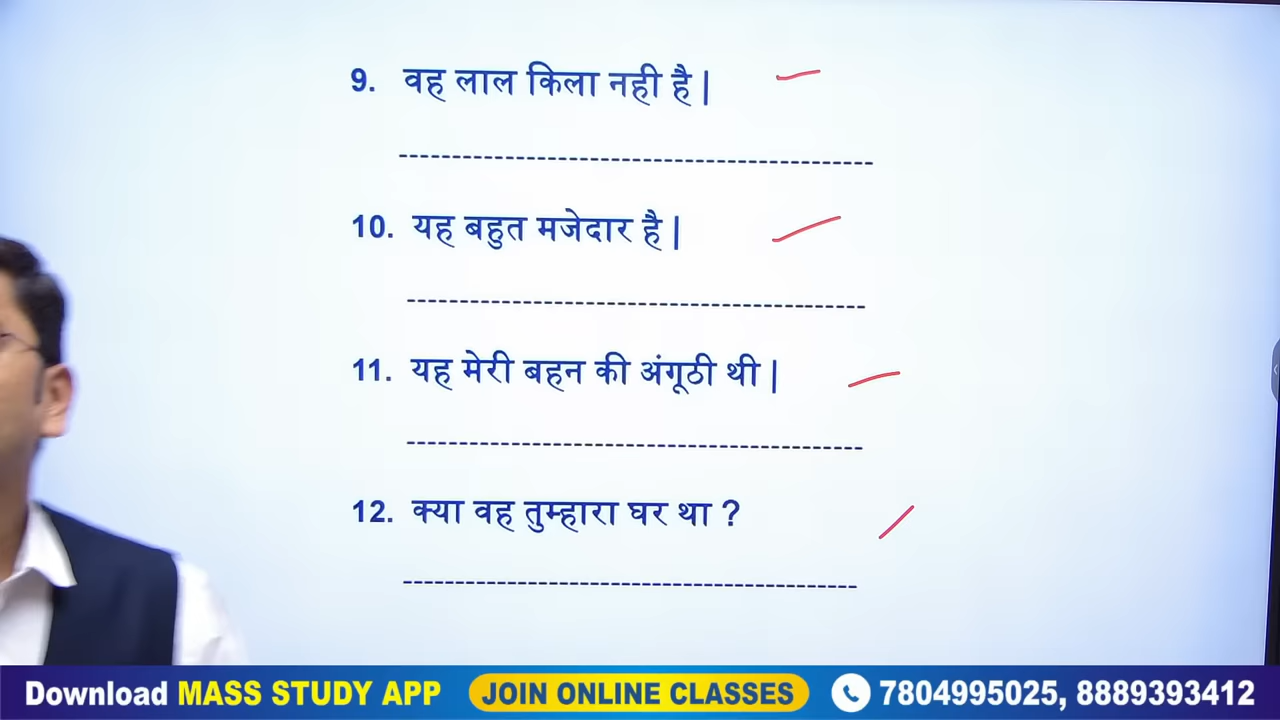 9. वह लाल किला नही है |
10. यह बहुत मजेदार है |
11. यह मेरी बहन की अंगूठी थी |
12. क्या वह तुम्हारा घर था ?
Download MASS STUDY APP JOIN ONLINE CLASSES 7804995025, 8889393412